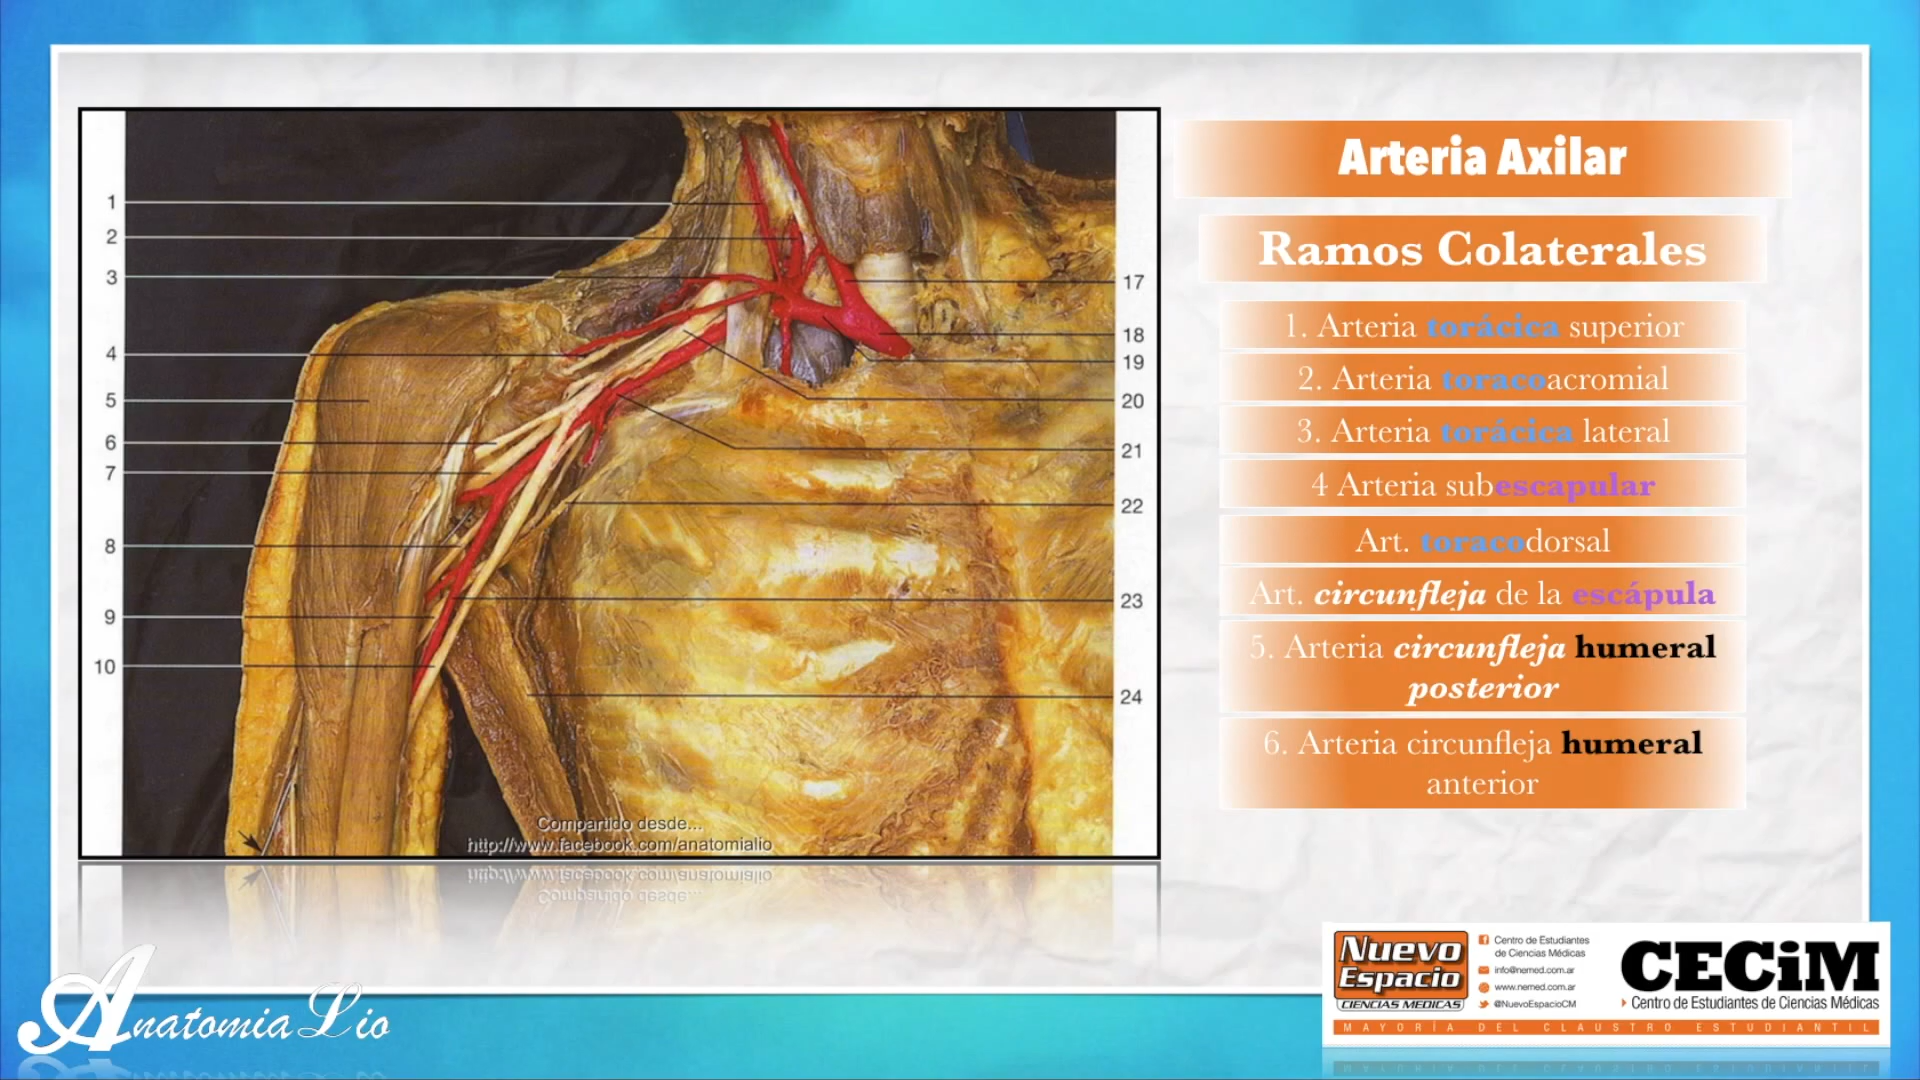 1
2
3
4
5
6
7
8
9
10
17
18
19
20
21
22
23
24
Compartido desde...
http://www.facebook.com/anatomialio
Arteria Axilar
Ramos Colaterales
1. Arteria torácica superior
2. Arteria toracoacromial
3. Arteria torácica lateral
4 Arteria subescapular
Art. toracodorsal
Art. circunfleja de la escápula
5. Arteria circunfleja humeral
posterior
6. Arteria circunfleja humeral
anterior
AnatomiaLio
Nuevo
Espacio
CIENCIAS MEDICAS
Centro de Estudiantes
de Ciencias Médicas
info@nemed.com.ar
www.nemed.com.ar
@NuevoEspacioCM
CECiM
Centro de Estudiantes de Ciencias Médicas
MAYORÍA DEL CLAUSTRO ESTUDIANTIL